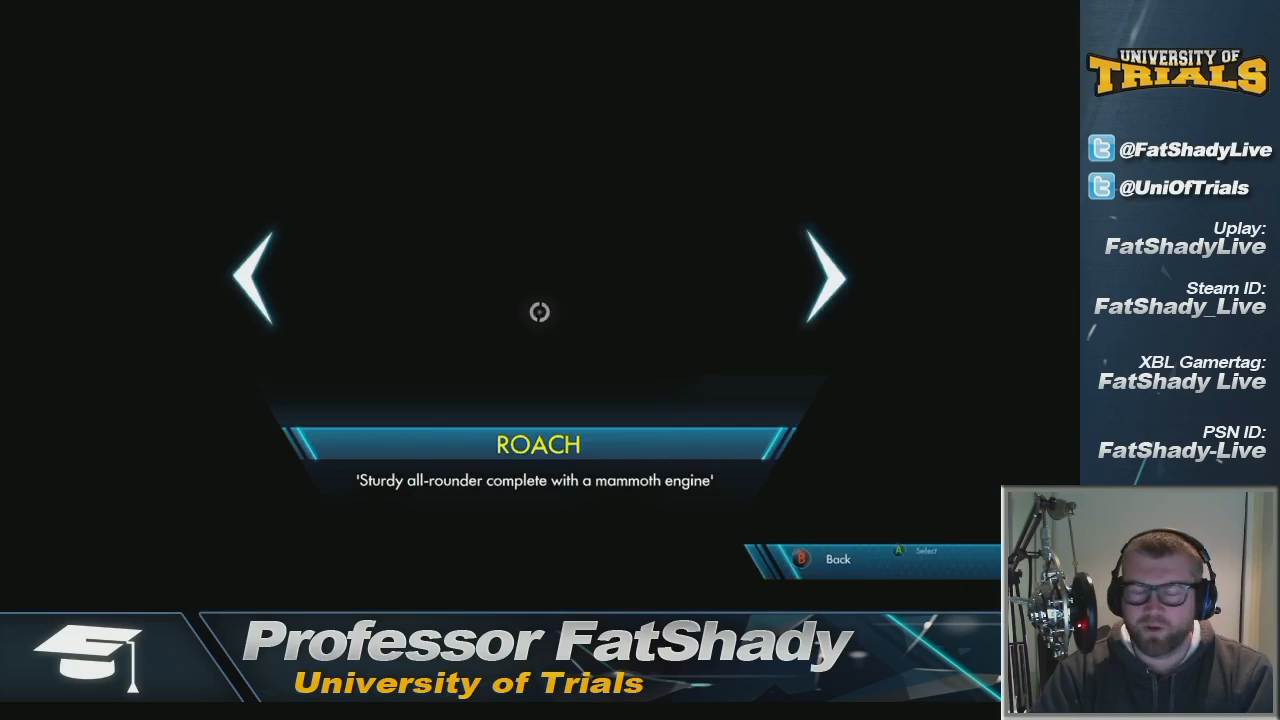 UNIVERSITY OF
TRIALS
@FatShadyLive
@UniOfTrials
Uplay:
FatShadyLive
Steam ID:
FatShady_Live
XBL Gamertag:
FatShady Live
PSN ID:
FatShady-Live
ROACH
'Sturdy all-rounder complete with a mammoth engine'
B Back A Select
Professor FatShady
University of Trials